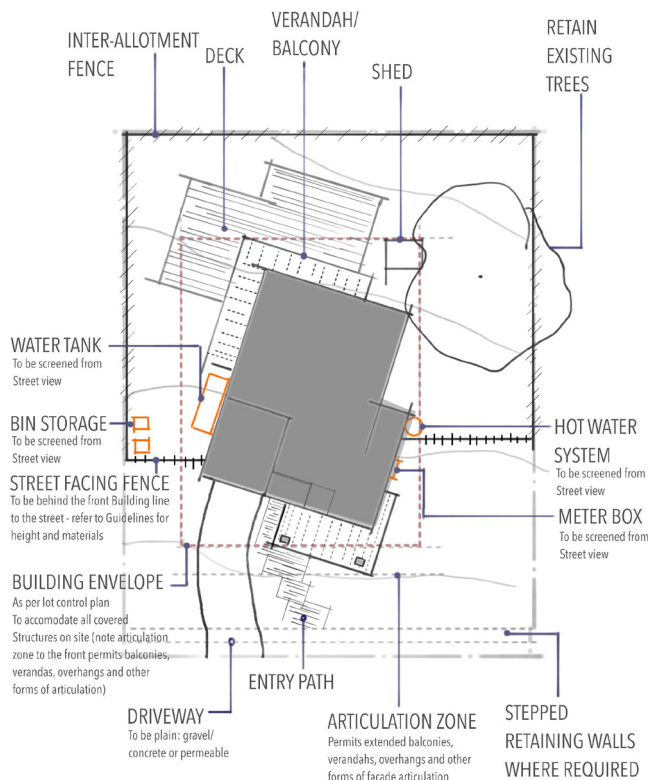 VERANDAH/
BALCONY
INTER-ALLOTMENT
FENCE
DECK
SHED
RETAIN
EXISTING
TREES
WATER TANK
To be screened from
Street view
BIN STORAGE
To be screened from
Street view
STREET FACING FENCE
To be behind the front Building line
to the street - refer to Guidelines for
height and materials
BUILDING ENVELOPE
As per lot control plan
To accomodate all covered
Structures on site (note articulation
zone to the front permits balconies,
verandas, overhangs and other
forms of articulation)
HOT WATER
SYSTEM
To be screened from
Street view
METER BOX
To be screened from
Street view
DRIVEWAY
To be plain: gravel/
concrete or permeable
ENTRY PATH
ARTICULATION ZONE
Permits extended balconies,
verandahs, overhangs and other
forms of facade articulation
STEPPED
RETAINING WALLS
WHERE REQUIRED